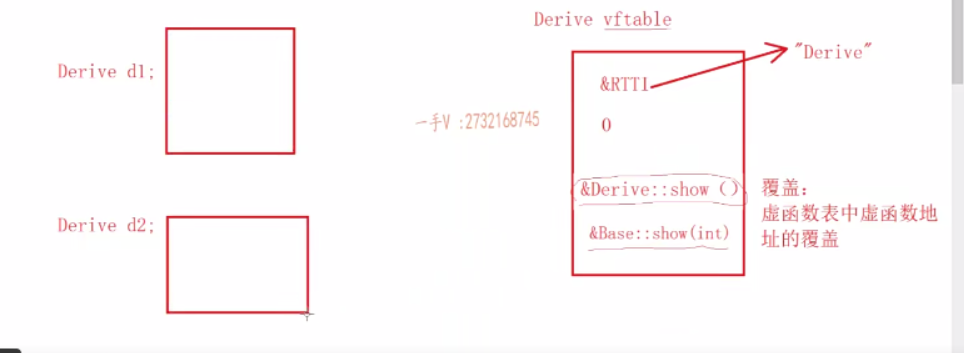 Derive vftable
Derive d1;
"Derive"
&RTTI
一手V :2732168745
0
&Derive::show ()
覆盖:
虚函数表中虚函数地
址的覆盖
Derive d2;
&Base::show(int)